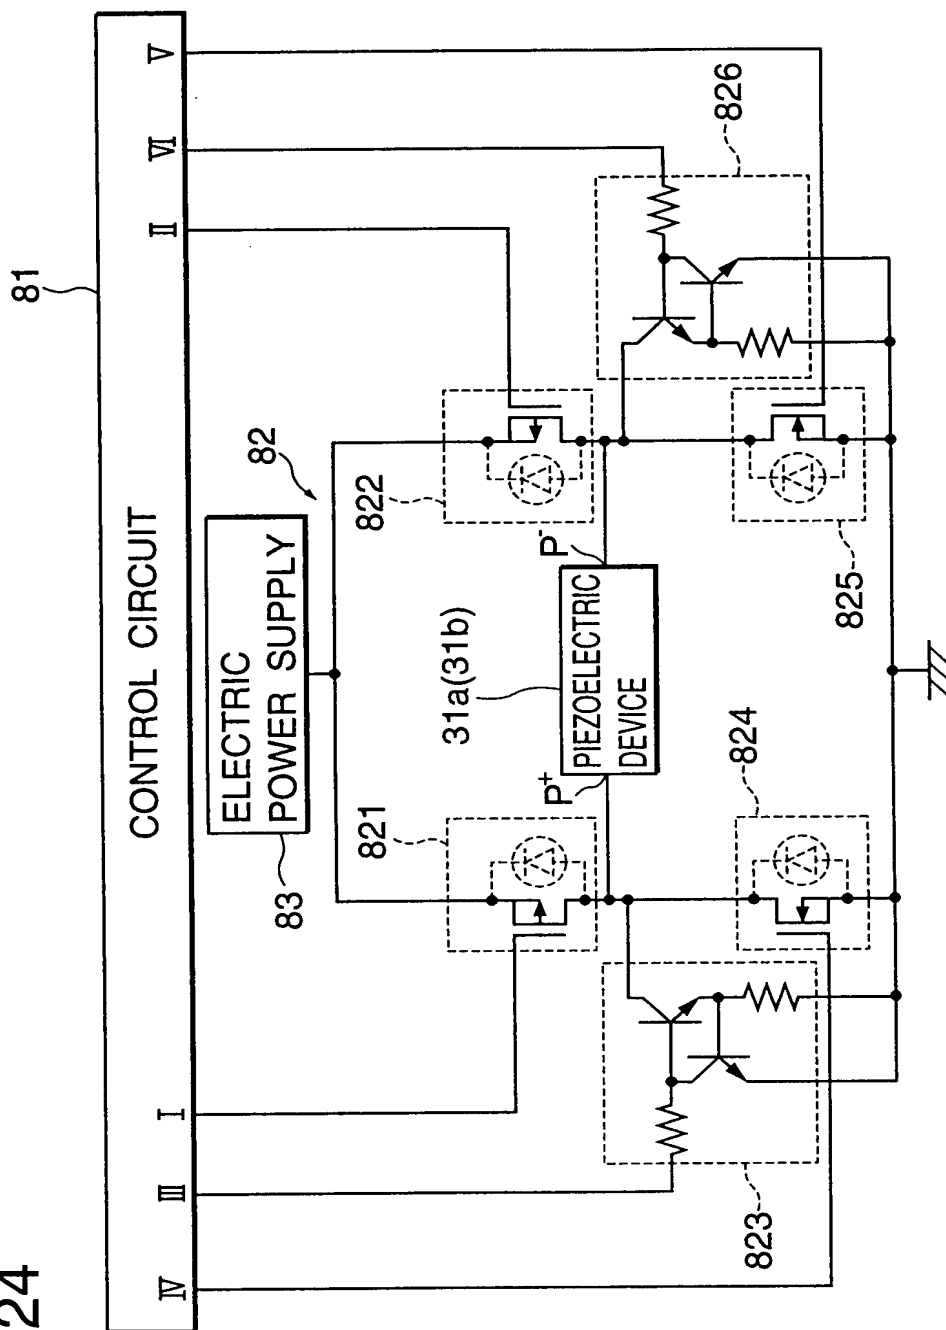 24
81
CONTROL CIRCUIT
IV
III
I
II
VI
V
83
ELECTRIC
POWER SUPPLY
82
821
822
826
31a(31b)
P+
PIEZOELECTRIC
DEVICE
P-
823
824
825